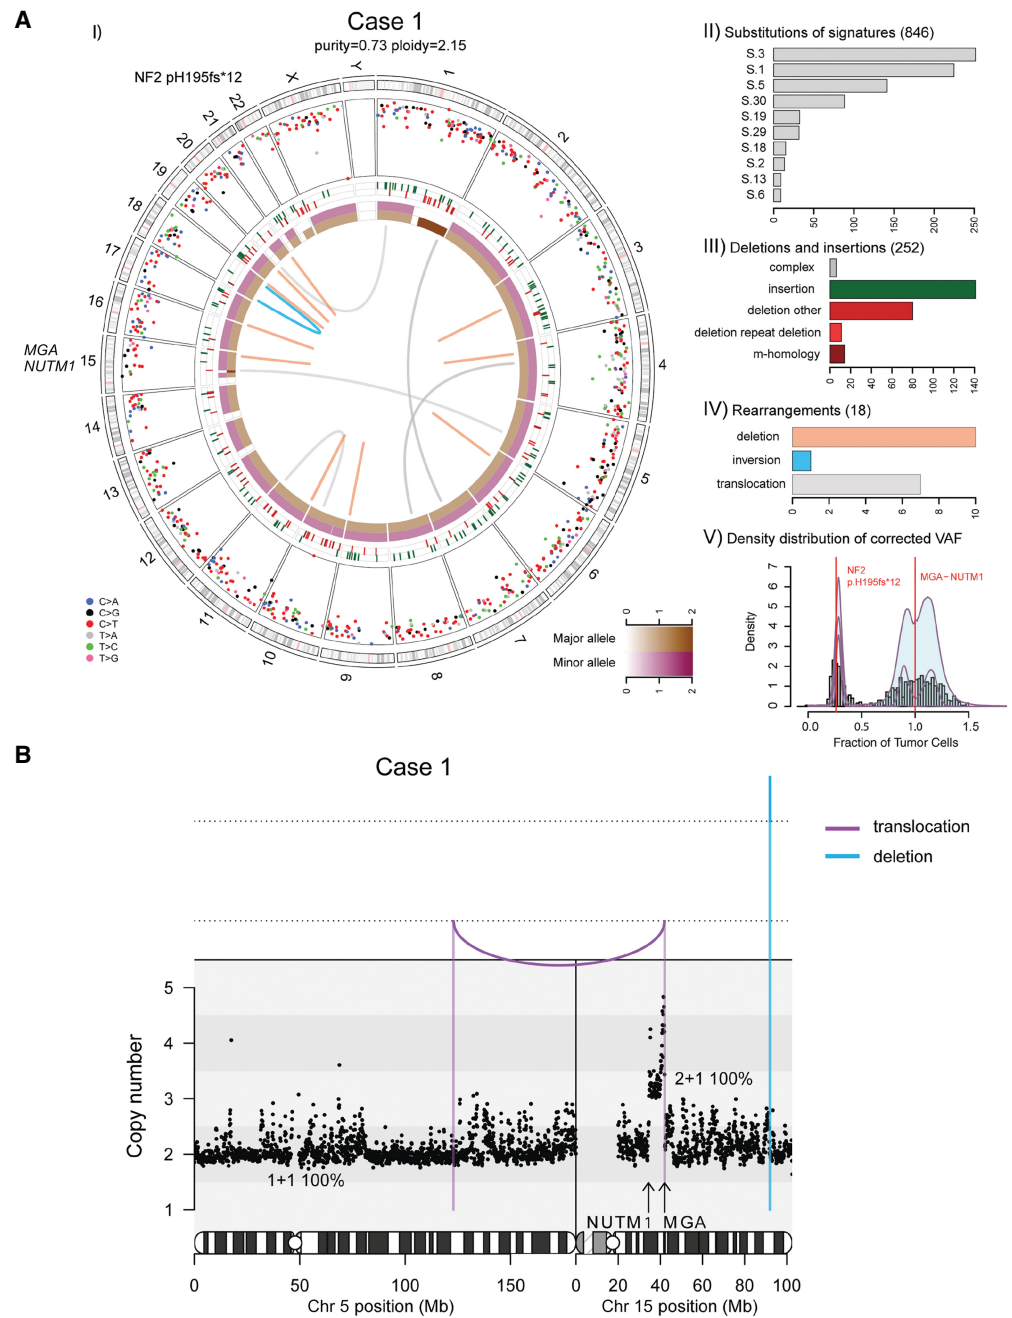 A
I)
Case 1
purity=0.73 ploidy=2.15
NF2 pH195fs*12
1
2
3
4
5
6
7
8
9
10
11
12
13
14
15
16
17
18
19
20
21
22
X
Y
MGA
NUTM1
C>A
C>G
C>T
T>A
T>C
T>G
0 1 2
Major allele
Minor allele
0 1 2
II) Substitutions of signatures (846)
S.3
S.1
S.5
S.30
S.19
S.29
S.18
S.2
S.13
S.6
0 50 100 150 200 250
III) Deletions and insertions (252)
complex
insertion
deletion other
deletion repeat deletion
m-homology
0 20 40 60 80 100 120 140
IV) Rearrangements (18)
deletion
inversion
translocation
0 2 4 6 8 10
V) Density distribution of corrected VAF
NF2
p.H195fs*12
MGA−NUTM1
Density
7
6
5
4
3
2
1
0
0.0 0.5 1.0 1.5
Fraction of Tumor Cells
B
Case 1
translocation
deletion
Copy number
5
4
3
2
1
2+1 100%
1+1 100%
NUTM1 MGA
0 50 100 150 0 20 40 60 80 100
Chr 5 position (Mb) Chr 15 position (Mb)